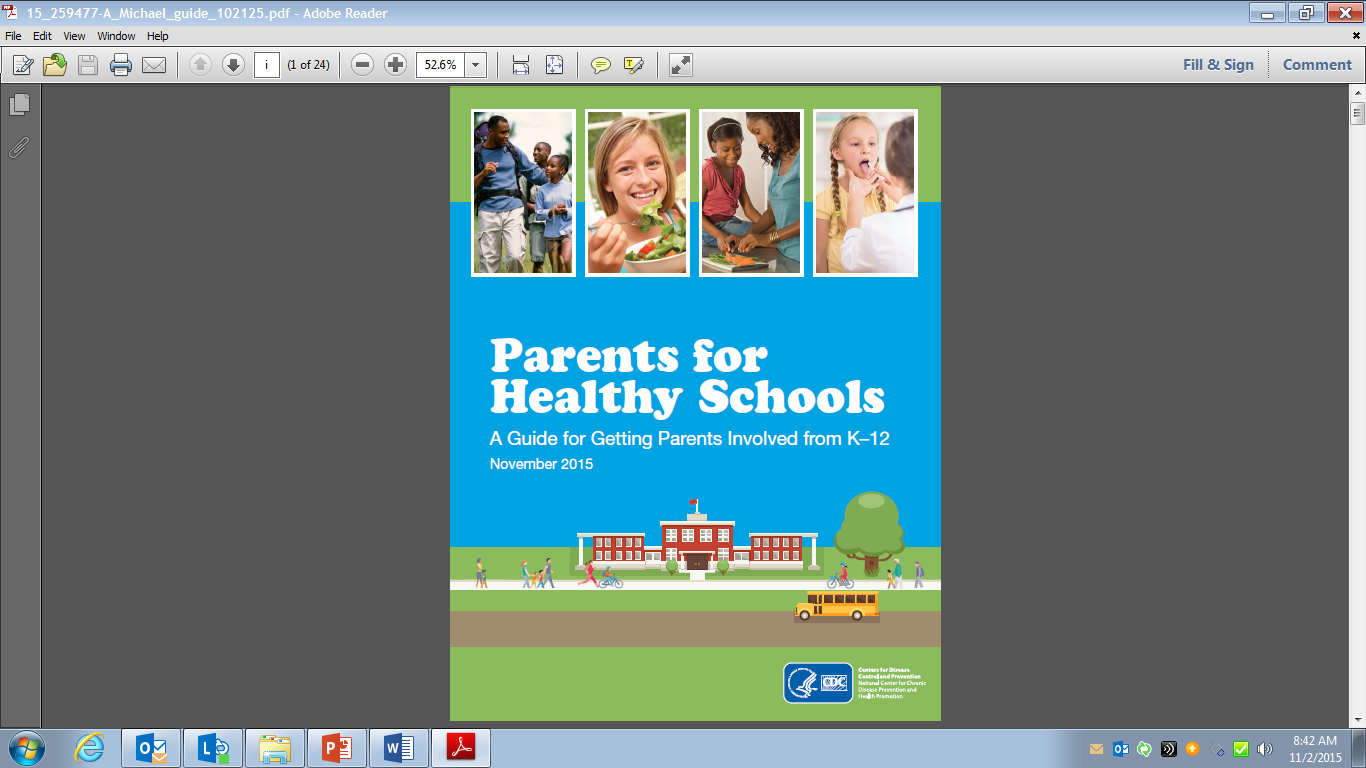 15_259477-A_Michael_guide_102125.pdf - Adobe Reader
File Edit View Window Help
i (1 of 24) 52.6% Fill & Sign Comment
Parents for
Healthy Schools
A Guide for Getting Parents Involved from K–12
November 2015
CDC
Centers for Disease
Control and Prevention
National Center for Chronic
Disease Prevention and
Health Promotion
8:42 AM
11/2/2015